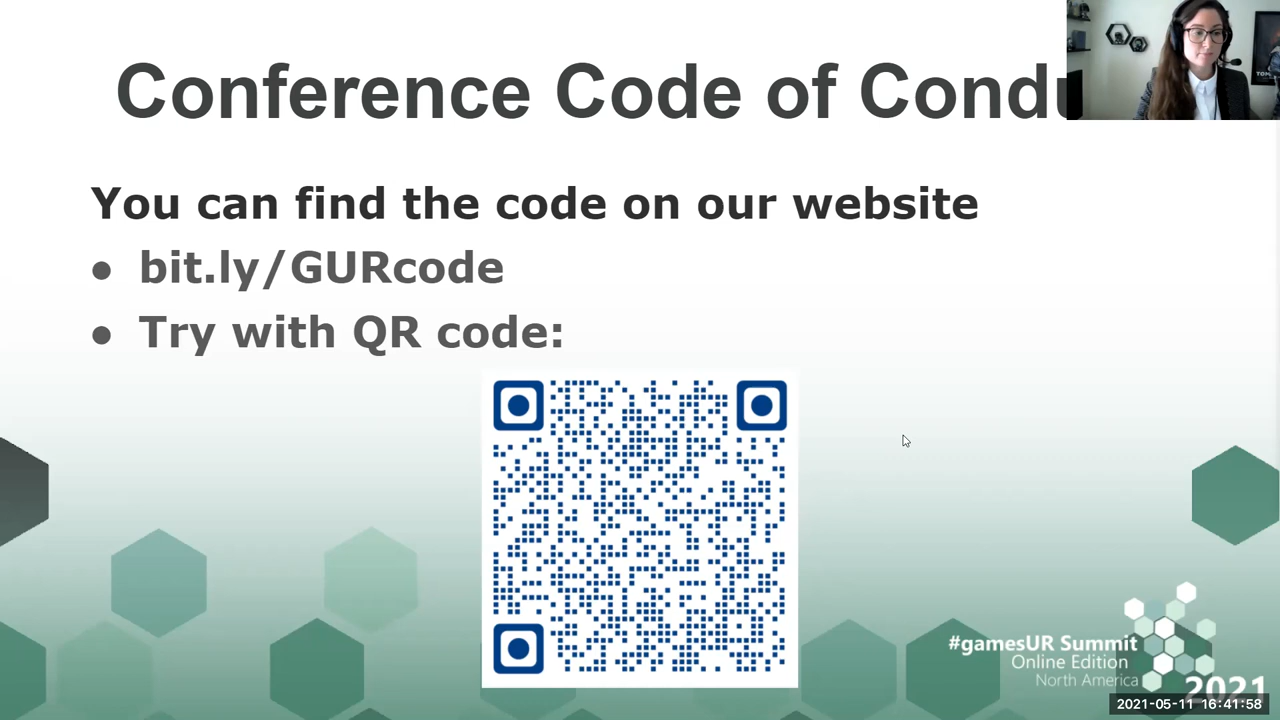 Conference Code of Condu
You can find the code on our website
● bit.ly/GURcode
● Try with QR code:
#gamesUR Summit
Online Edition
North America
2021
2021-05-11 16:41:58